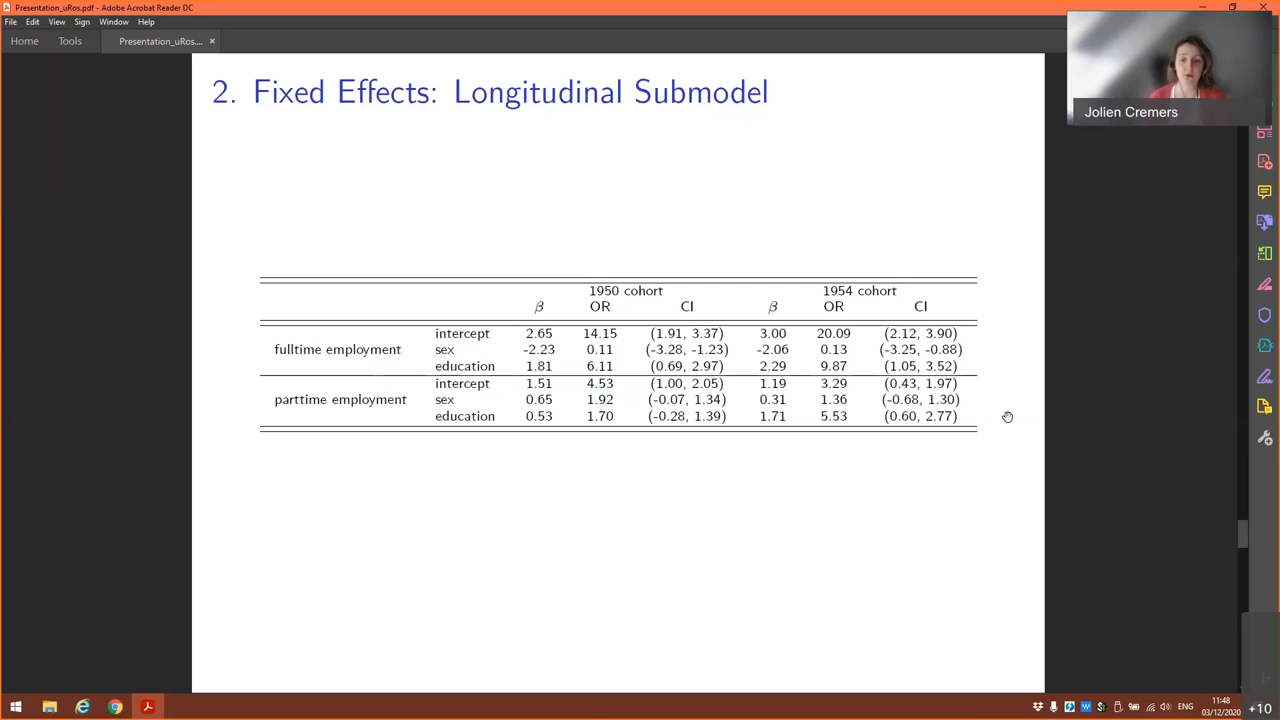 Presentation_uRos.pdf - Adobe Acrobat Reader DC
File Edit View Sign Window Help
Home Tools Presentation_uRos....
Jolien Cremers
2. Fixed Effects: Longitudinal Submodel
1950 cohort 1954 cohort
β OR CI β OR CI
intercept 2.65 14.15 (1.91, 3.37) 3.00 20.09 (2.12, 3.90)
fulltime employment sex -2.23 0.11 (-3.28, -1.23) -2.06 0.13 (-3.25, -0.88)
education 1.81 6.11 (0.69, 2.97) 2.29 9.87 (1.05, 3.52)
intercept 1.51 4.53 (1.00, 2.05) 1.19 3.29 (0.43, 1.97)
parttime employment sex 0.65 1.92 (-0.07, 1.34) 0.31 1.36 (-0.68, 1.30)
education 0.53 1.70 (-0.28, 1.39) 1.71 5.53 (0.60, 2.77)
ENG
11:48
03/12/2020
+10